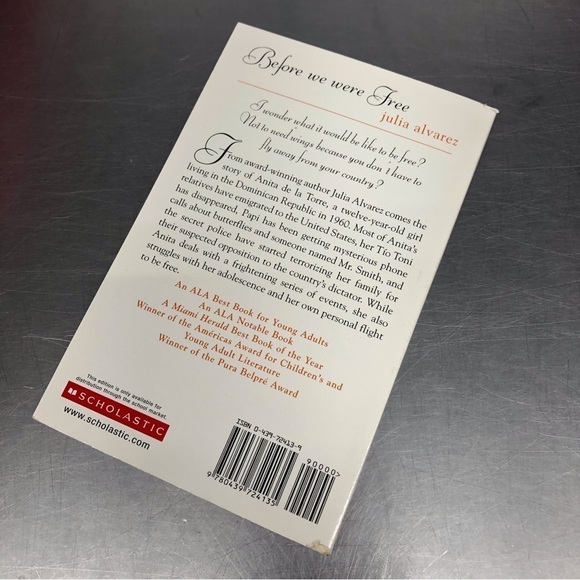 Before we were Free
julia alvarez
I wonder what it would be like to be free?
Not to need wings because you don't have to
fly away from your country?
From award-winning author Julia Alvarez comes the
story of Anita de la Torre, a twelve-year-old girl
living in the Dominican Republic in 1960. Most of Anita's
relatives have emigrated to the United States, her Tío Toni
has disappeared, Papi has been getting mysterious phone
calls about butterflies and someone named Mr. Smith, and
the secret police have started terrorizing her family for
their suspected opposition to the country's dictator. While
Anita deals with a frightening series of events, she also
struggles with her adolescence and her own personal flight
to be free.
An ALA Best Book for Young Adults
An ALA Notable Book
A Miami Herald Best Book of the Year
Winner of the Américas Award for Children's and
Young Adult Literature
Winner of the Pura Belpré Award
This edition is only available for
distribution through the school market.
SCHOLASTIC
www.scholastic.com
ISBN 0-439-72413-9
90000>
9 780439 724135